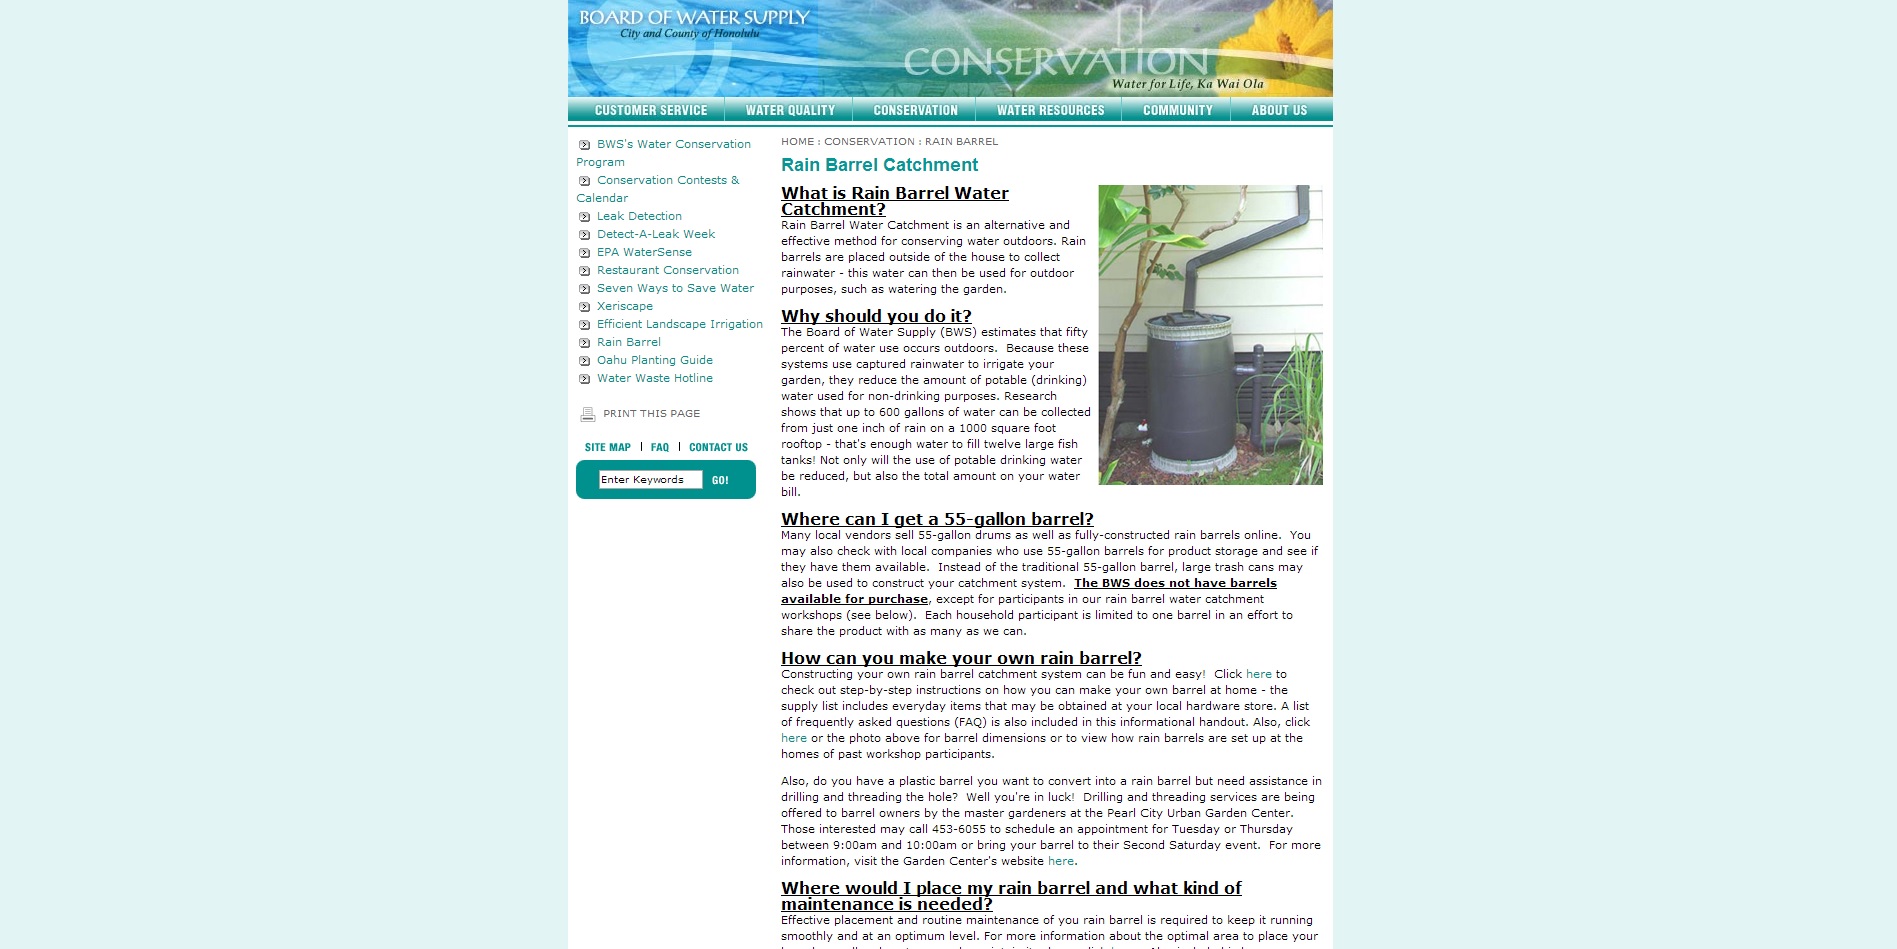 BOARD OF WATER SUPPLY
City and County of Honolulu
CONSERVATION
Water for Life, Ka Wai Ola
CUSTOMER SERVICE
WATER QUALITY
CONSERVATION
WATER RESOURCES
COMMUNITY
ABOUT US
BWS's Water Conservation
Program
Conservation Contests &
Calendar
Leak Detection
Detect-A-Leak Week
EPA WaterSense
Restaurant Conservation
Seven Ways to Save Water
Xeriscape
Efficient Landscape Irrigation
Rain Barrel
Oahu Planting Guide
Water Waste Hotline
PRINT THIS PAGE
SITE MAP | FAQ | CONTACT US
Enter Keywords GO!
HOME : CONSERVATION : RAIN BARREL
Rain Barrel Catchment
What is Rain Barrel Water
Catchment?
Rain Barrel Water Catchment is an alternative and
effective method for conserving water outdoors. Rain
barrels are placed outside of the house to collect
rainwater - this water can then be used for outdoor
purposes, such as watering the garden.
Why should you do it?
The Board of Water Supply (BWS) estimates that fifty
percent of water use occurs outdoors.  Because these
systems use captured rainwater to irrigate your
garden, they reduce the amount of potable (drinking)
water used for non-drinking purposes. Research
shows that up to 600 gallons of water can be collected
from just one inch of rain on a 1000 square foot
rooftop - that's enough water to fill twelve large fish
tanks! Not only will the use of potable drinking water
be reduced, but also the total amount on your water
bill.
Where can I get a 55-gallon barrel?
Many local vendors sell 55-gallon drums as well as fully-constructed rain barrels online.  You
may also check with local companies who use 55-gallon barrels for product storage and see if
they have them available.  Instead of the traditional 55-gallon barrel, large trash cans may
also be used to construct your catchment system.  The BWS does not have barrels
available for purchase, except for participants in our rain barrel water catchment
workshops (see below).  Each household participant is limited to one barrel in an effort to
share the product with as many as we can.
How can you make your own rain barrel?
Constructing your own rain barrel catchment system can be fun and easy!  Click here to
check out step-by-step instructions on how you can make your own barrel at home - the
supply list includes everyday items that may be obtained at your local hardware store. A list
of frequently asked questions (FAQ) is also included in this informational handout. Also, click
here or the photo above for barrel dimensions or to view how rain barrels are set up at the
homes of past workshop participants.
Also, do you have a plastic barrel you want to convert into a rain barrel but need assistance in
drilling and threading the hole?  Well you're in luck!  Drilling and threading services are being
offered to barrel owners by the master gardeners at the Pearl City Urban Garden Center.
Those interested may call 453-6055 to schedule an appointment for Tuesday or Thursday
between 9:00am and 10:00am or bring your barrel to their Second Saturday event.  For more
information, visit the Garden Center's website here.
Where would I place my rain barrel and what kind of
maintenance is needed?
Effective placement and routine maintenance of you rain barrel is required to keep it running
smoothly and at an optimum level. For more information about the optimal area to place your